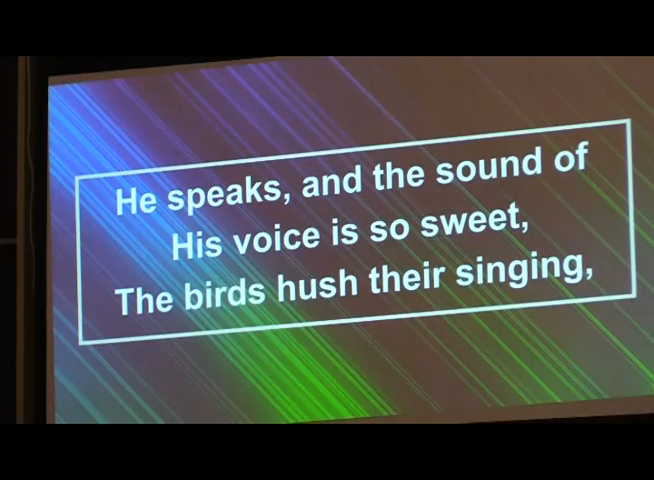 He speaks, and the sound of
His voice is so sweet,
The birds hush their singing,